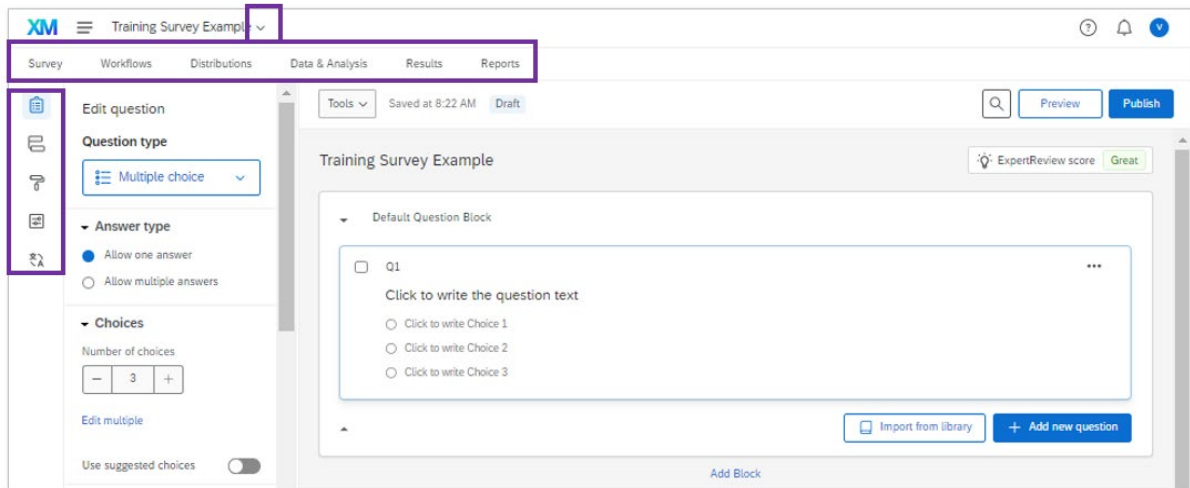 XM Training Survey Example V
Survey Workflows Distributions Data & Analysis Results Reports
Edit question
Question type
Multiple choice
Answer type
Allow one answer
Allow multiple answers
Choices
Number of choices
− 3 +
Edit multiple
Use suggested choices
Tools Saved at 8:22 AM Draft Preview Publish
Training Survey Example ExpertReview score Great
Default Question Block
Q1
Click to write the question text
Click to write Choice 1
Click to write Choice 2
Click to write Choice 3
Import from library + Add new question
Add Block